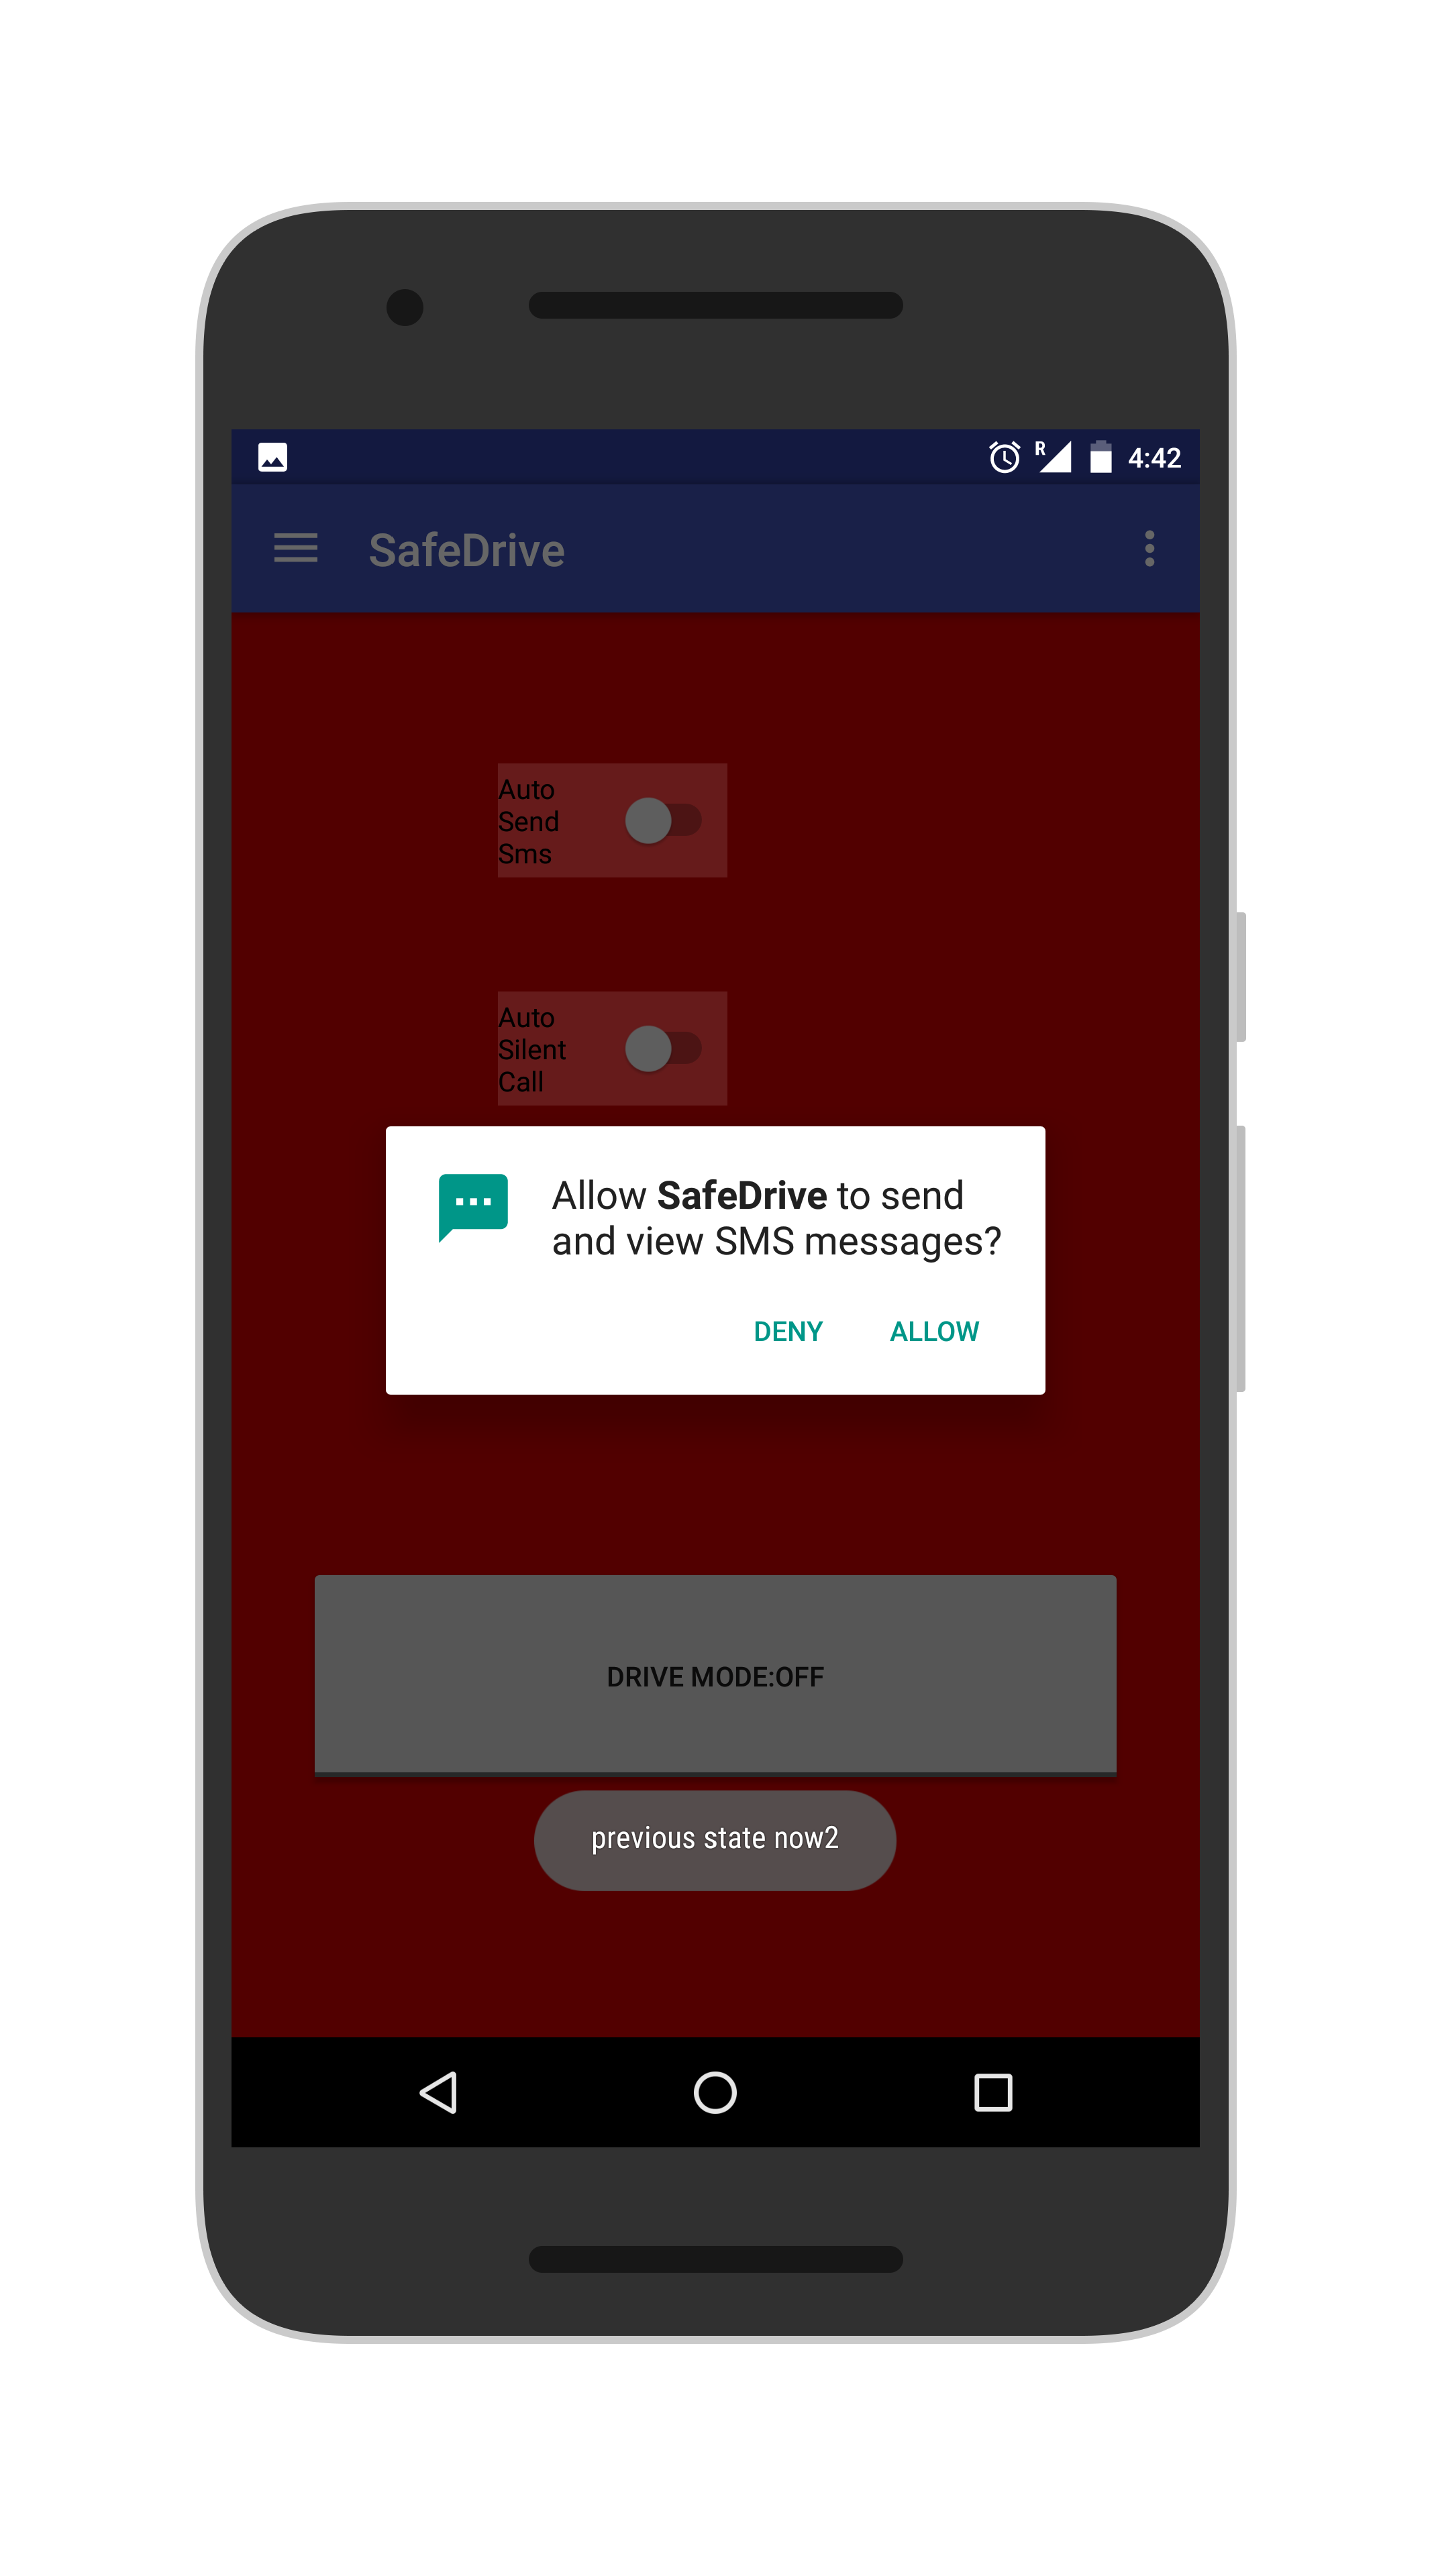 R
4:42
SafeDrive
Auto
Send
Sms
Auto
Silent
Call
Allow SafeDrive to send
and view SMS messages?
DENY ALLOW
DRIVE MODE:OFF
previous state now2